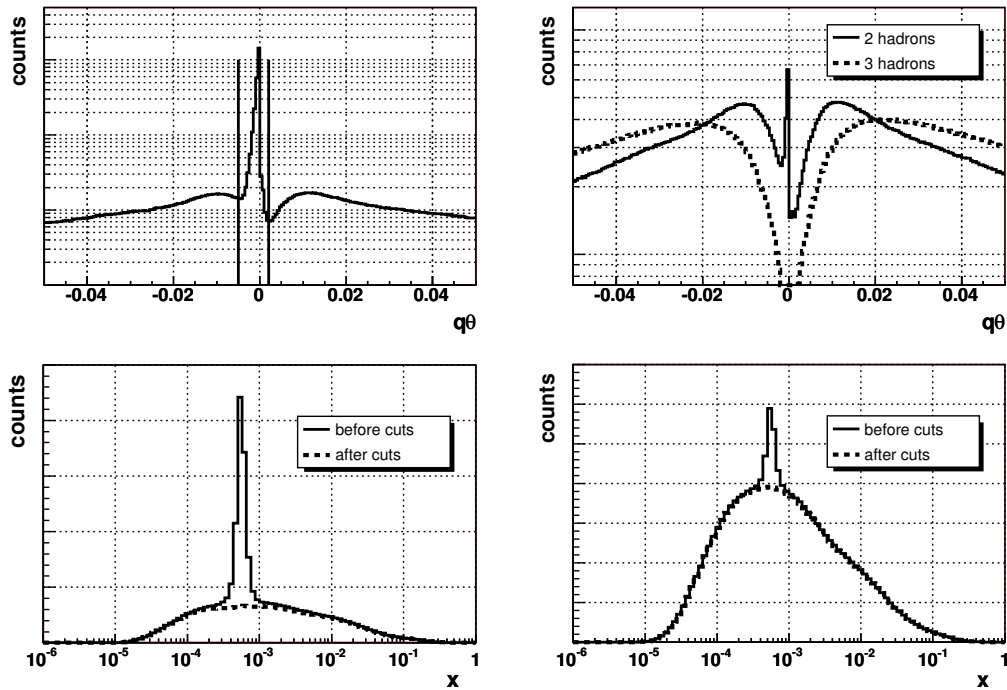 counts
-0.04 -0.02 0 0.02 0.04
qθ
counts
2 hadrons
3 hadrons
-0.04 -0.02 0 0.02 0.04
qθ
counts
before cuts
after cuts
10-6 10-5 10-4 10-3 10-2 10-1 1
x
counts
before cuts
after cuts
10-6 10-5 10-4 10-3 10-2 10-1 1
x